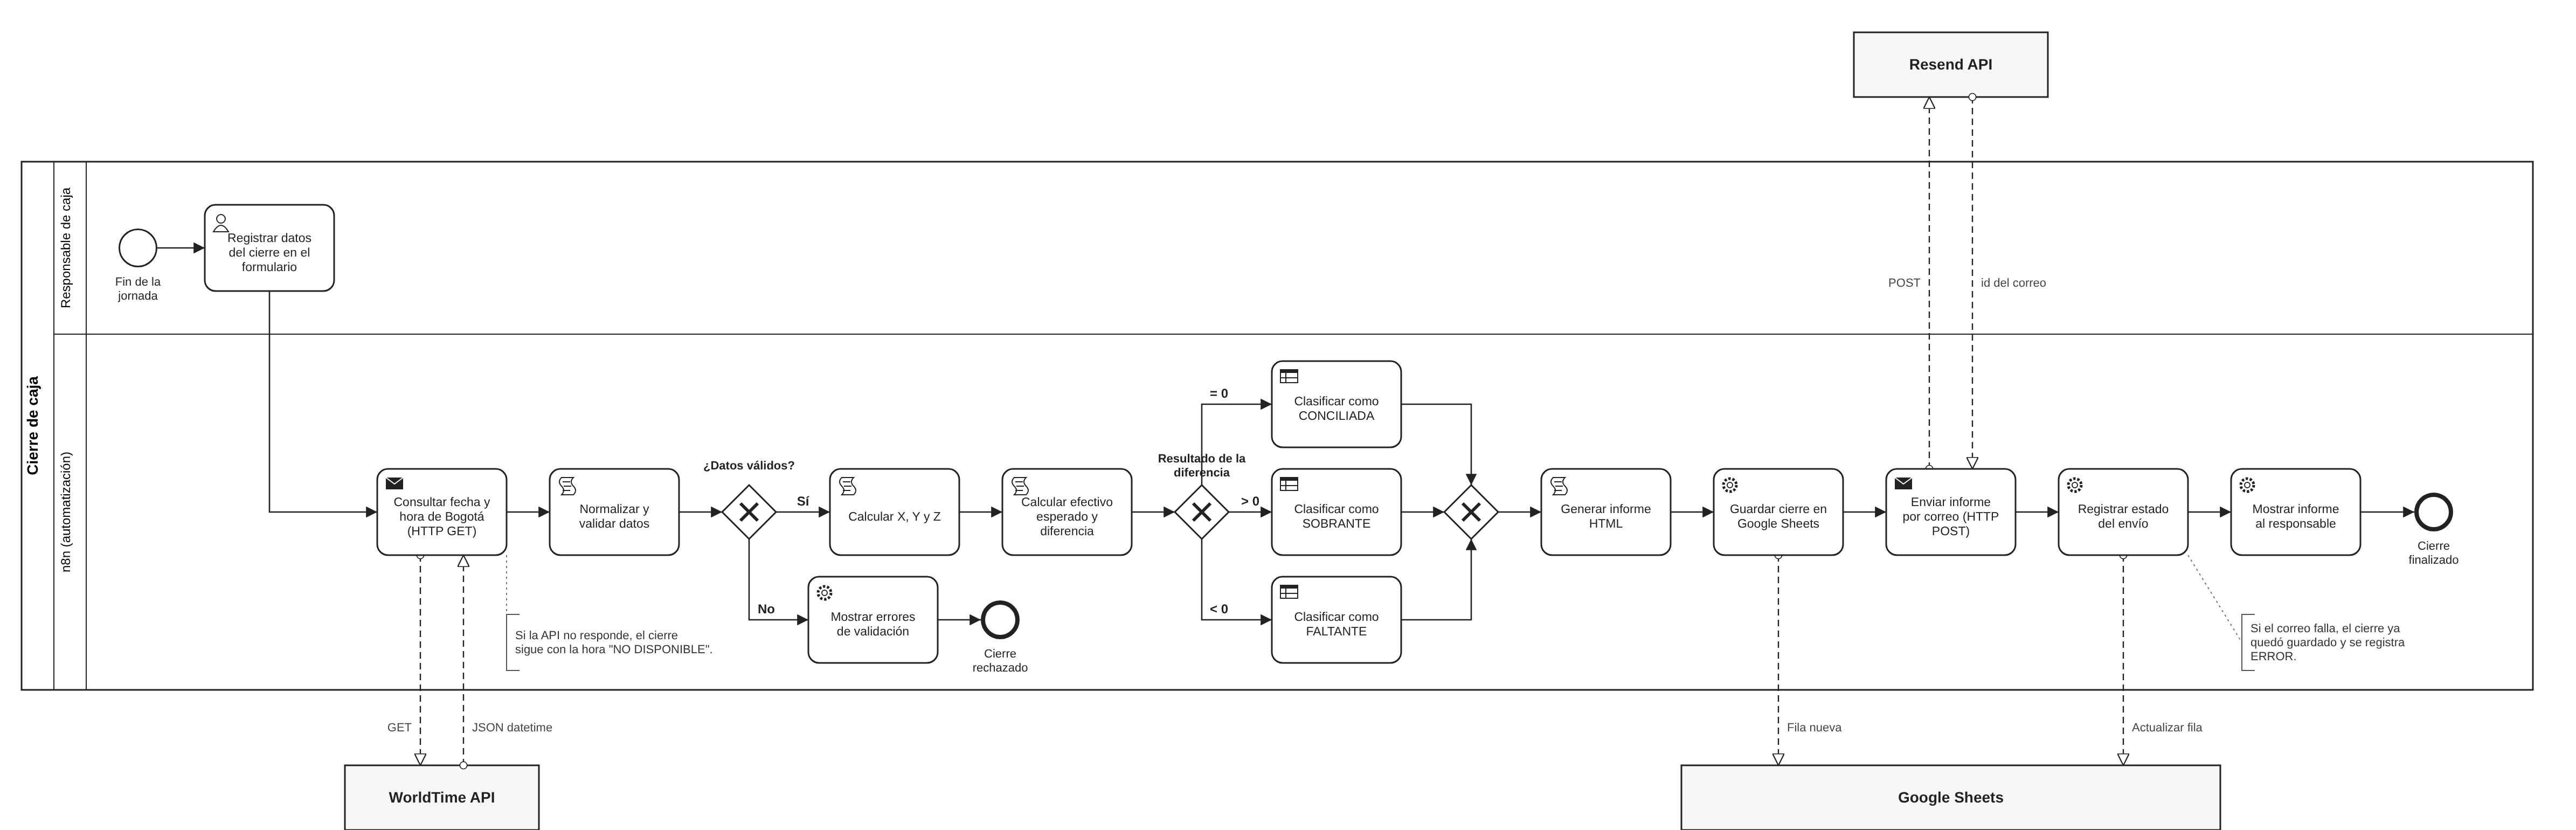 Resend API
Cierre de caja
Responsable de caja
Fin de la
jornada
Registrar datos
del cierre en el
formulario
POST
id del correo
n8n (automatización)
Consultar fecha y
hora de Bogotá
(HTTP GET)
Normalizar y
validar datos
¿Datos válidos?
Sí
No
Calcular X, Y y Z
Calcular efectivo
esperado y
diferencia
Mostrar errores
de validación
Cierre
rechazado
Si la API no responde, el cierre
sigue con la hora "NO DISPONIBLE".
Resultado de la
diferencia
= 0
> 0
< 0
Clasificar como
CONCILIADA
Clasificar como
SOBRANTE
Clasificar como
FALTANTE
Generar informe
HTML
Guardar cierre en
Google Sheets
Enviar informe
por correo (HTTP
POST)
Registrar estado
del envío
Mostrar informe
al responsable
Cierre
finalizado
Si el correo falla, el cierre ya
quedó guardado y se registra
ERROR.
GET
JSON datetime
Fila nueva
Actualizar fila
WorldTime API
Google Sheets